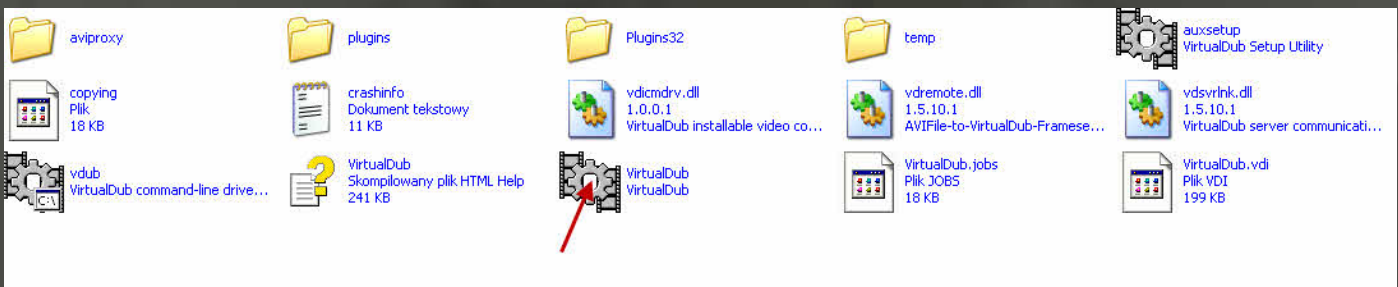 aviproxy
plugins
Plugins32
temp
auxsetup
VirtualDub Setup Utility
copying
Plik
18 KB
crashinfo
Dokument tekstowy
11 KB
vdicmdrv.dll
1.0.0.1
VirtualDub installable video co...
vdremote.dll
1.5.10.1
AVIFile-to-VirtualDub-Framese...
vdsvrlnk.dll
1.5.10.1
VirtualDub server communicati...
C:\
vdub
VirtualDub command-line drive...
VirtualDub
Skompilowany plik HTML Help
241 KB
VirtualDub
VirtualDub
VirtualDub.jobs
Plik JOBS
18 KB
VirtualDub.vdi
Plik VDI
199 KB